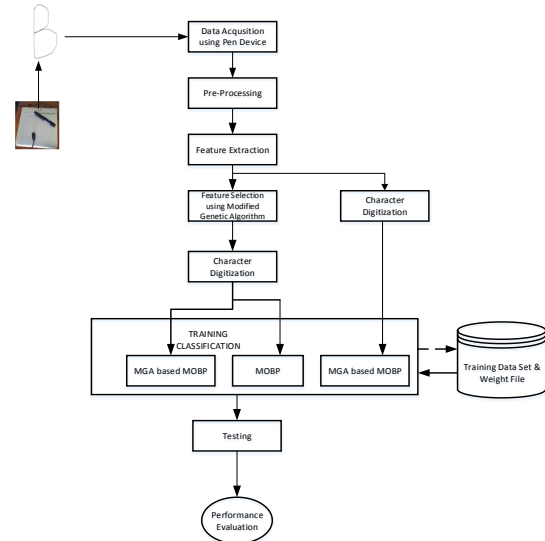 Data Acqusition
using Pen Device
Pre-Processing
Feature Extraction
Feature Selection
using Modified
Genetic Algorithm
Character
Digitization
Character
Digitization
TRAINING
CLASSIFICATION
MGA based MOBP
MOBP
MGA based MOBP
Training Data Set &
Weight File
Testing
Performance
Evaluation